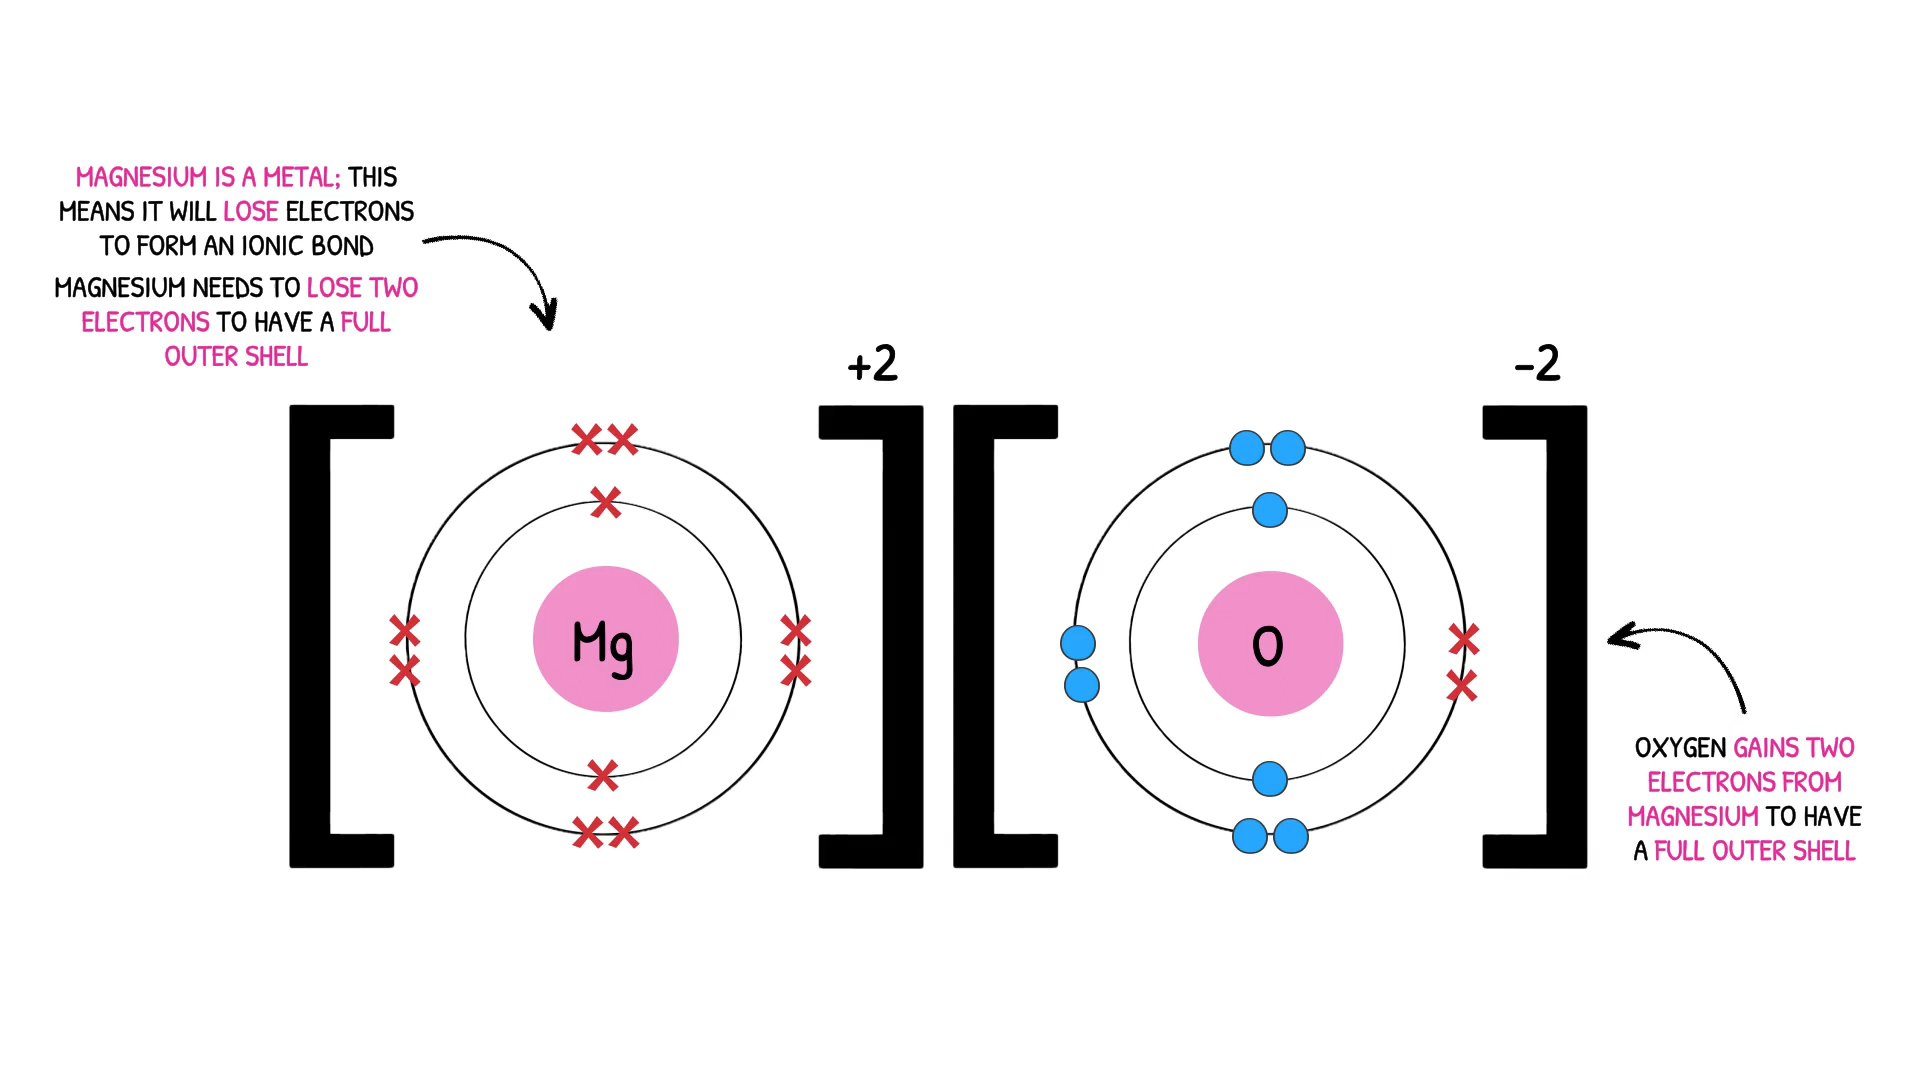 MAGNESIUM IS A METAL; THIS
MEANS IT WILL LOSE ELECTRONS
TO FORM AN IONIC BOND
MAGNESIUM NEEDS TO LOSE TWO
ELECTRONS TO HAVE A FULL
OUTER SHELL
+2
-2
Mg
O
OXYGEN GAINS TWO
ELECTRONS FROM
MAGNESIUM TO HAVE
A FULL OUTER SHELL